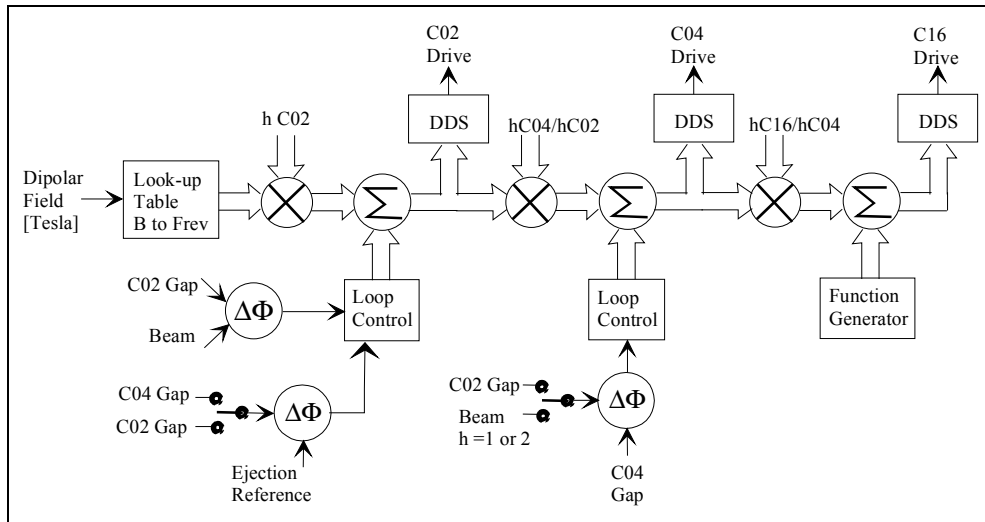 C02
Drive
C04
Drive
C16
Drive
DDS
DDS
DDS
h C02
hC04/hC02
hC16/hC04
Dipolar
Field
[Tesla]
Look-up
Table
B to Frev
Σ
Σ
Σ
C02 Gap
Beam
ΔΦ
Loop
Control
Loop
Control
Function
Generator
C04 Gap
C02 Gap
ΔΦ
Ejection
Reference
C02 Gap
Beam
h =1 or 2
ΔΦ
C04
Gap